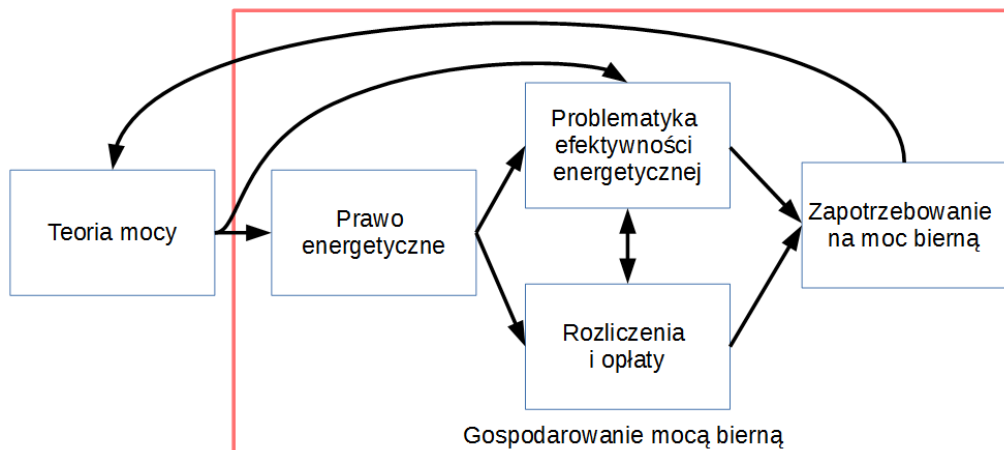 Teoria mocy
Prawo
energetyczne
Problematyka
efektywności
energetycznej
Rozliczenia
i opłaty
Zapotrzebowanie
na moc bierną
Gospodarowanie mocą bierną